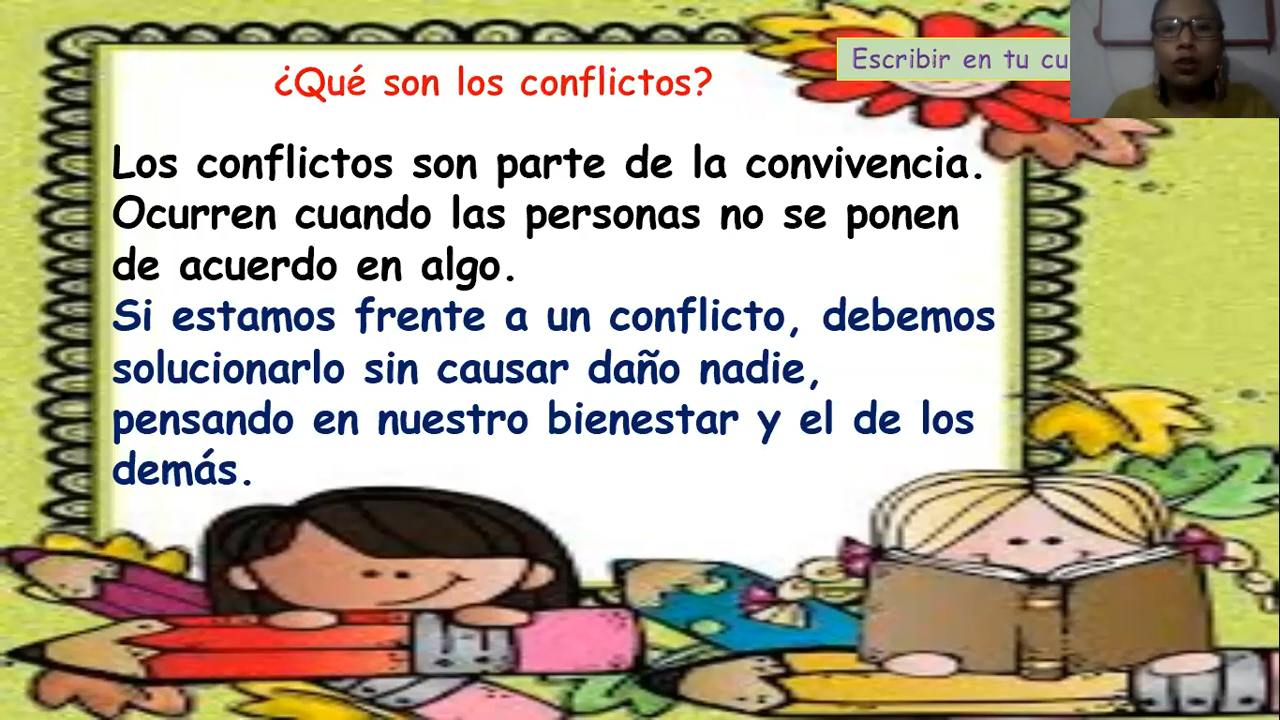 Escribir en tu
¿Qué son los conflictos?
Los conflictos son parte de la convivencia.
Ocurren cuando las personas no se ponen
de acuerdo en algo.
Si estamos frente a un conflicto, debemos
solucionarlo sin causar daño nadie,
pensando en nuestro bienestar y el de los
demás.